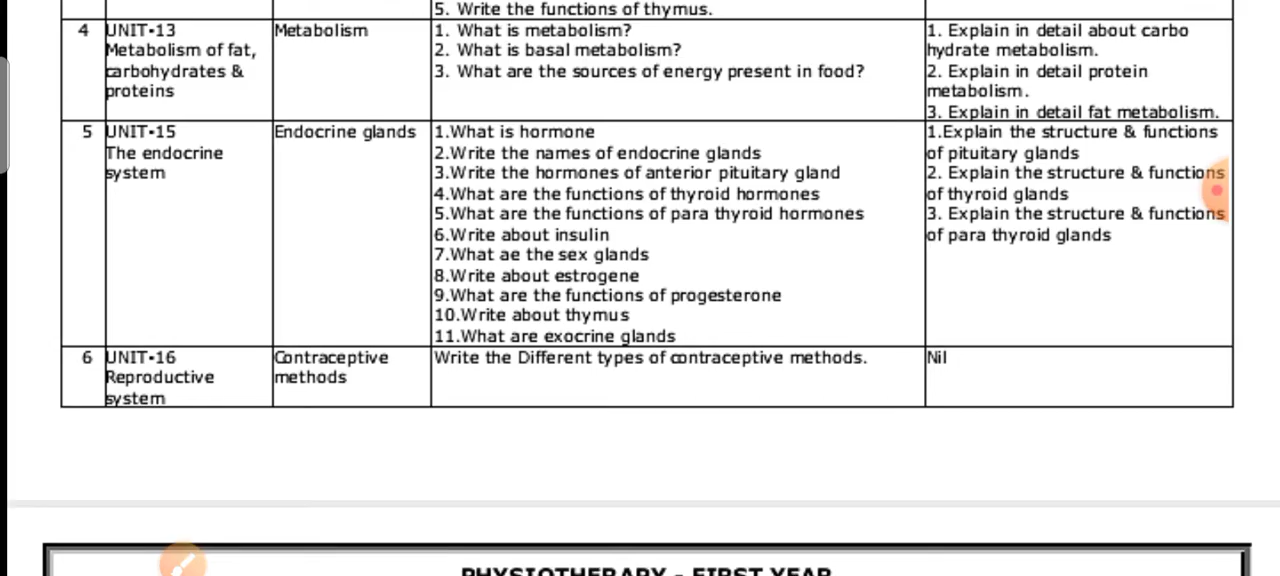 5. Write the functions of thymus.
4 UNIT-13 Metabolism 1. What is metabolism? 1. Explain in detail about carbo
Metabolism of fat, 2. What is basal metabolism? hydrate metabolism.
carbohydrates & 3. What are the sources of energy present in food? 2. Explain in detail protein
proteins metabolism.
3. Explain in detail fat metabolism.
5 UNIT-15 Endocrine glands 1.What is hormone 1.Explain the structure & functions
The endocrine 2.Write the names of endocrine glands of pituitary glands
system 3.Write the hormones of anterior pituitary gland 2. Explain the structure & functions
4.What are the functions of thyroid hormones of thyroid glands
5.What are the functions of para thyroid hormones 3. Explain the structure & functions
6.Write about insulin of para thyroid glands
7.What ae the sex glands
8.Write about estrogene
9.What are the functions of progesterone
10.Write about thymus
11.What are exocrine glands
6 UNIT-16 Contraceptive Write the Different types of contraceptive methods. Nil
Reproductive methods
system
PHYSIOTHERAPY - FIRST YEAR